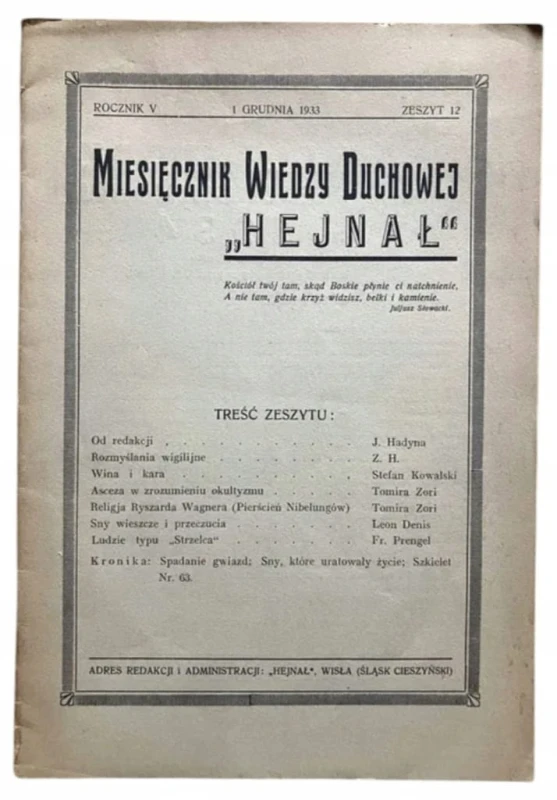 ROCZNIK V 1 GRUDNIA 1933 ZESZYT 12
MIESIĘCZNIK WIEDZY DUCHOWEJ
„HEJNAŁ“
Kościół twój tam, skąd Boskie płynie ci natchnienie,
A nie tam, gdzie krzyż widzisz, belki i kamienie.
Juljusz Słowacki.
TREŚĆ ZESZYTU:
Od redakcji . . . . . . . . . . . . J. Hadyna
Rozmyślania wigilijne . . . . . . . . . Z. H.
Wina i kara . . . . . . . . . . . . Stefan Kowalski
Asceza w zrozumieniu okultyzmu . . . . . Tomira Zori
Religja Ryszarda Wagnera (Pierścień Nibelungów) Tomira Zori
Sny wieszcze i przeczucia . . . . . . . . Leon Denis
Ludzie typu „Strzelca“ . . . . . . . . . Fr. Prengel
Kronika: Spadanie gwiazd; Sny, które uratowały życie; Szkielet
Nr. 63.
ADRES REDAKCJI i ADMINISTRACJI: „HEJNAŁ“, WISŁA (ŚLĄSK CIESZYŃSKI)